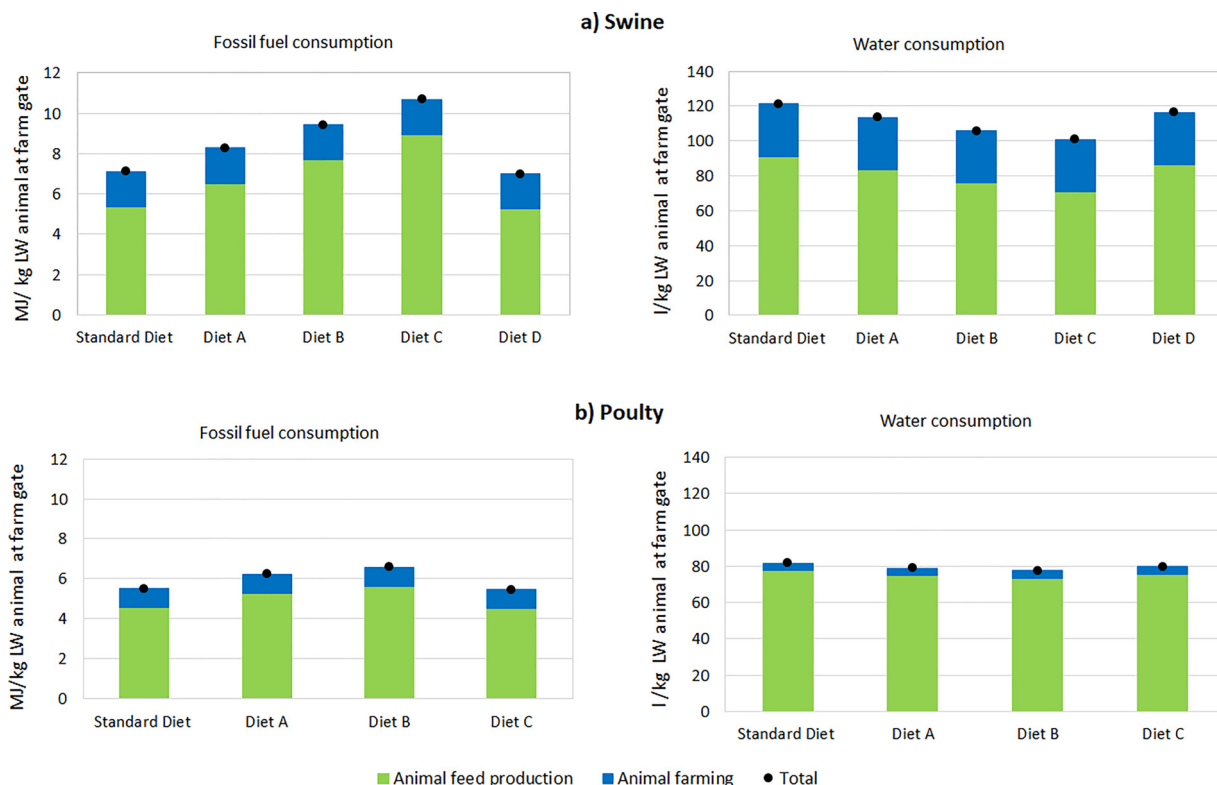 a) Swine
Fossil fuel consumption
MJ/ kg LW animal at farm gate
12
10
8
6
4
2
0
Standard Diet Diet A Diet B Diet C Diet D
Water consumption
l/kg LW animal at farm gate
140
120
100
80
60
40
20
0
Standard Diet Diet A Diet B Diet C Diet D
b) Poulty
Fossil fuel consumption
MJ/kg LW animal at farm gate
12
10
8
6
4
2
0
Standard Diet Diet A Diet B Diet C
Water consumption
l /kg LW animal at farm gate
140
120
100
80
60
40
20
0
Standard Diet Diet A Diet B Diet C
Animal feed production Animal farming Total